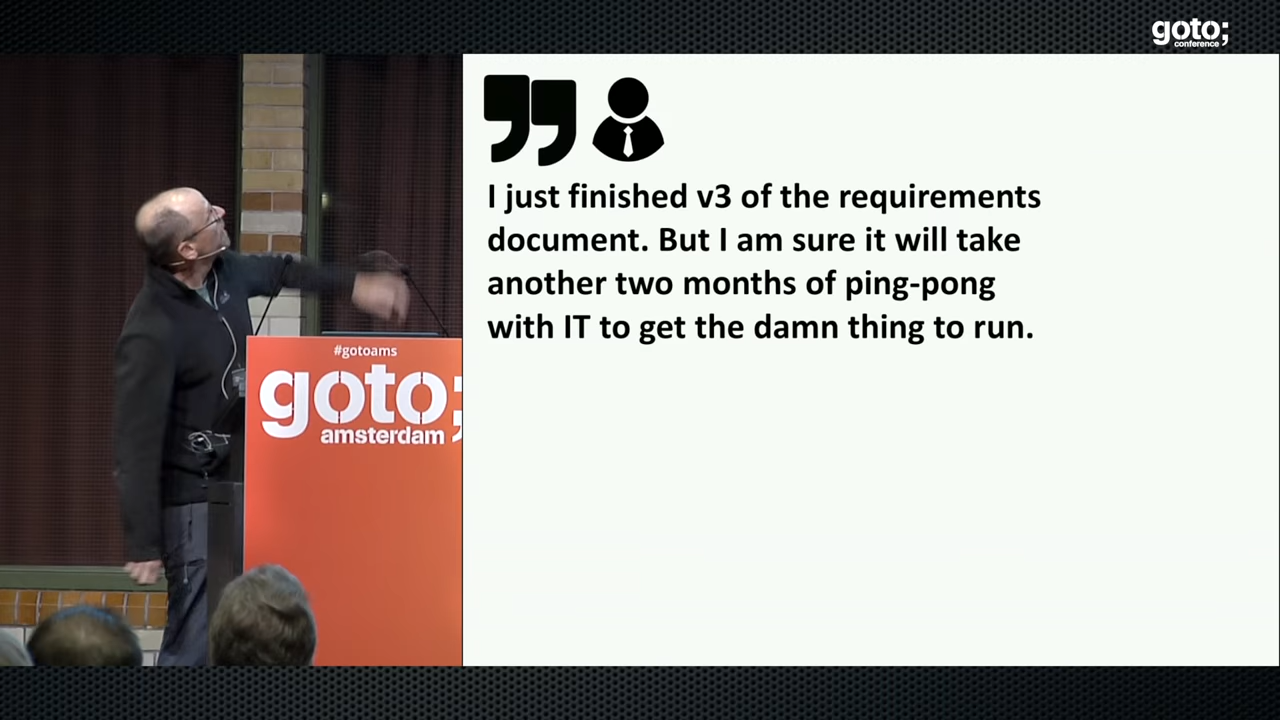 goto;
conference
I just finished v3 of the requirements
document. But I am sure it will take
another two months of ping-pong
with IT to get the damn thing to run.
#gotoams
goto;
amsterdam